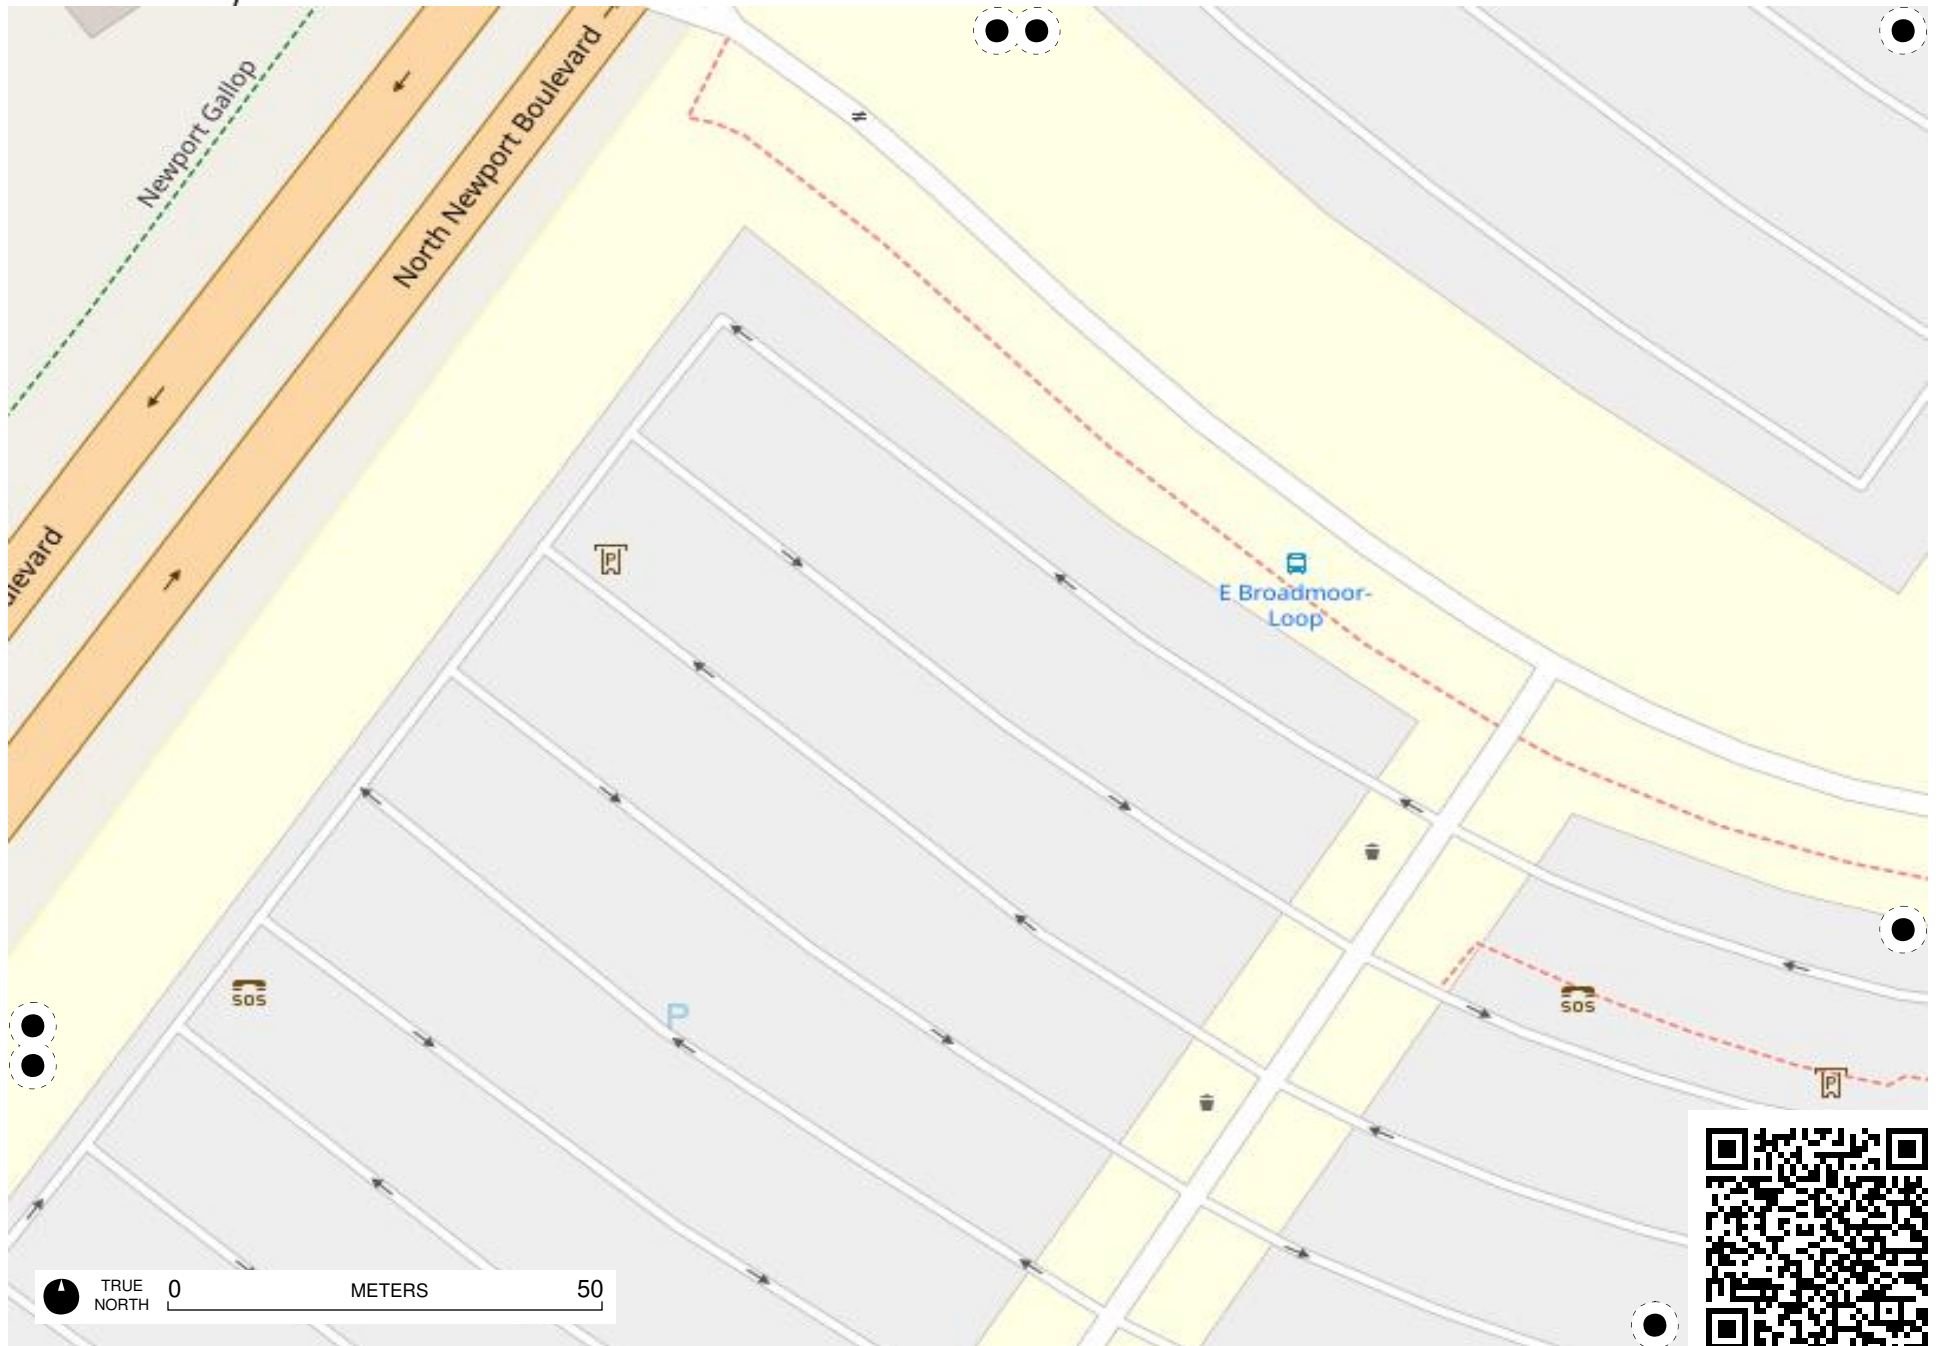 Newport Gallop
North Newport Boulevard
ulevard
P
E Broadmoor-
Loop
SOS
P
SOS
P
TRUE
NORTH
0
METERS
50